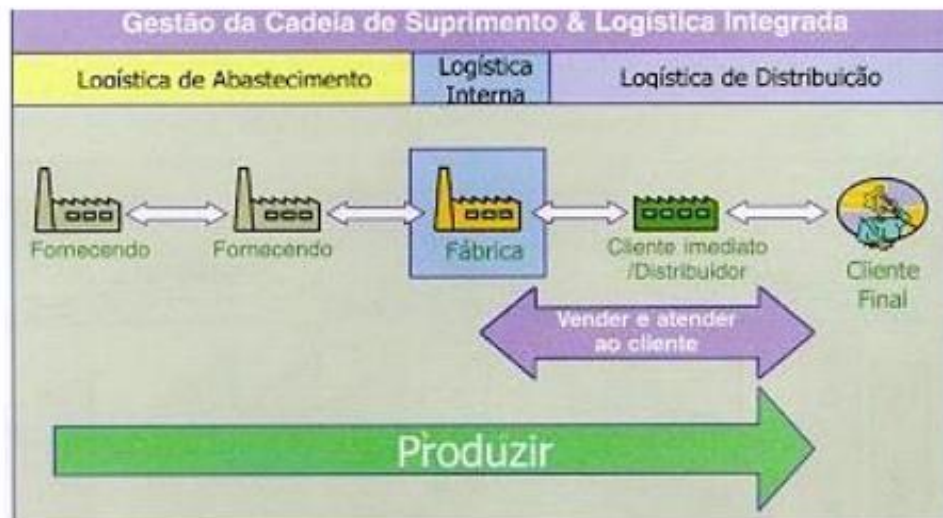 Gestão da Cadeia de Suprimento & Logística Integrada
Logística de Abastecimento
Logística
Interna
Logística de Distribuição
Fornecendo
Fornecendo
Fábrica
Cliente imediato
/Distribuidor
Cliente
Final
Vender e atender
ao cliente
Produzir